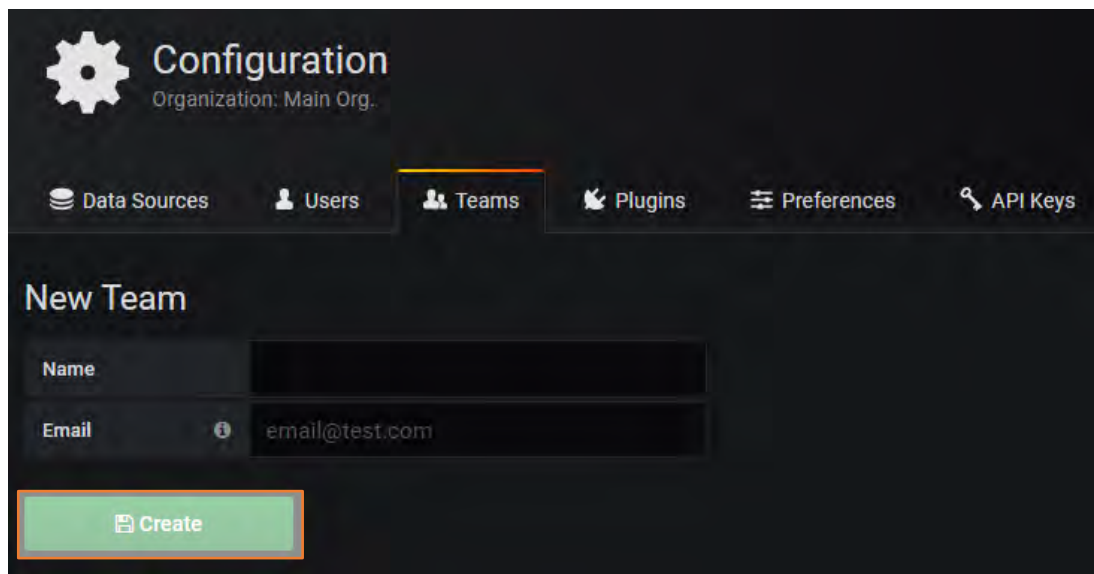 Configuration
Organization: Main Org.
Data Sources Users Teams Plugins Preferences API Keys
New Team
Name
Email email@test.com
Create